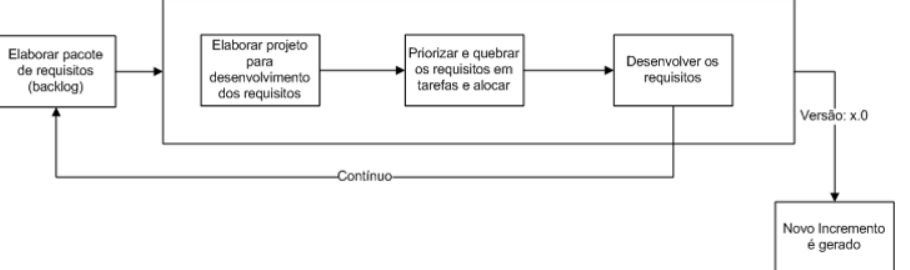 Elaborar pacote
de requisitos
(backlog)
Elaborar projeto
para
desenvolvimento
dos requisitos
Priorizar e quebrar
os requisitos em
tarefas e alocar
Desenvolver os
requisitos
Versão: x.0
Contínuo
Novo Incremento
é gerado